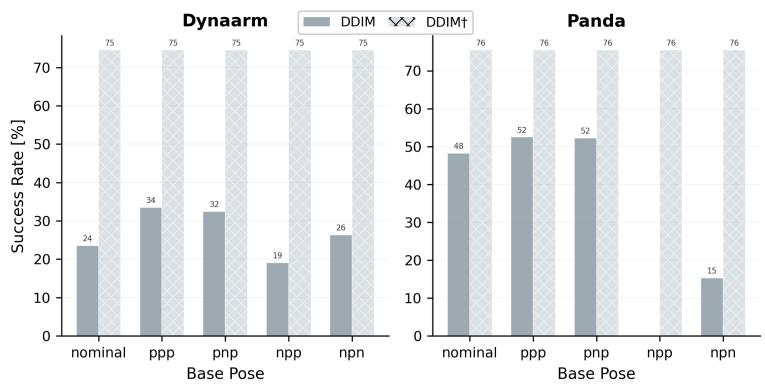 Dynaarm
DDIM DDIM†
Panda
Success Rate [%]
70
60
50
40
30
20
10
0
75 75 75 75 75
24 34 32 19 26
nominal ppp pnp npp npn
Base Pose
70
60
50
40
30
20
10
0
76 76 76 76 76
48 52 52 15
nominal ppp pnp npp npn
Base Pose